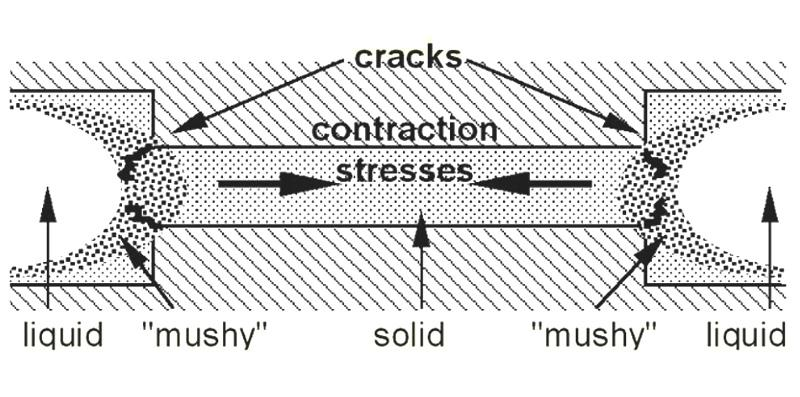 cracks
contraction
stresses
liquid "mushy" solid "mushy" liquid